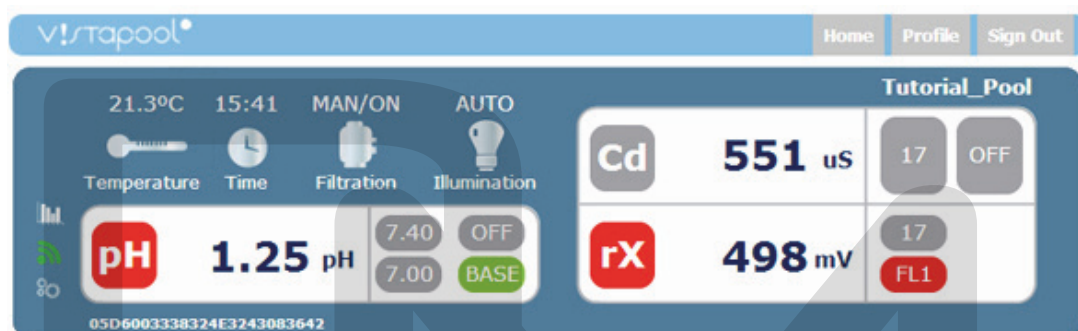 v!stapool
Home Profile Sign Out
Tutorial_Pool
21.3ºC 15:41 MAN/ON AUTO
Temperature Time Filtration Illumination
Cd 551 uS 17 OFF
pH 1.25 pH 7.40 OFF
7.00 BASE
rX 498 mV 17
FL1
05D6003338324E3243083642